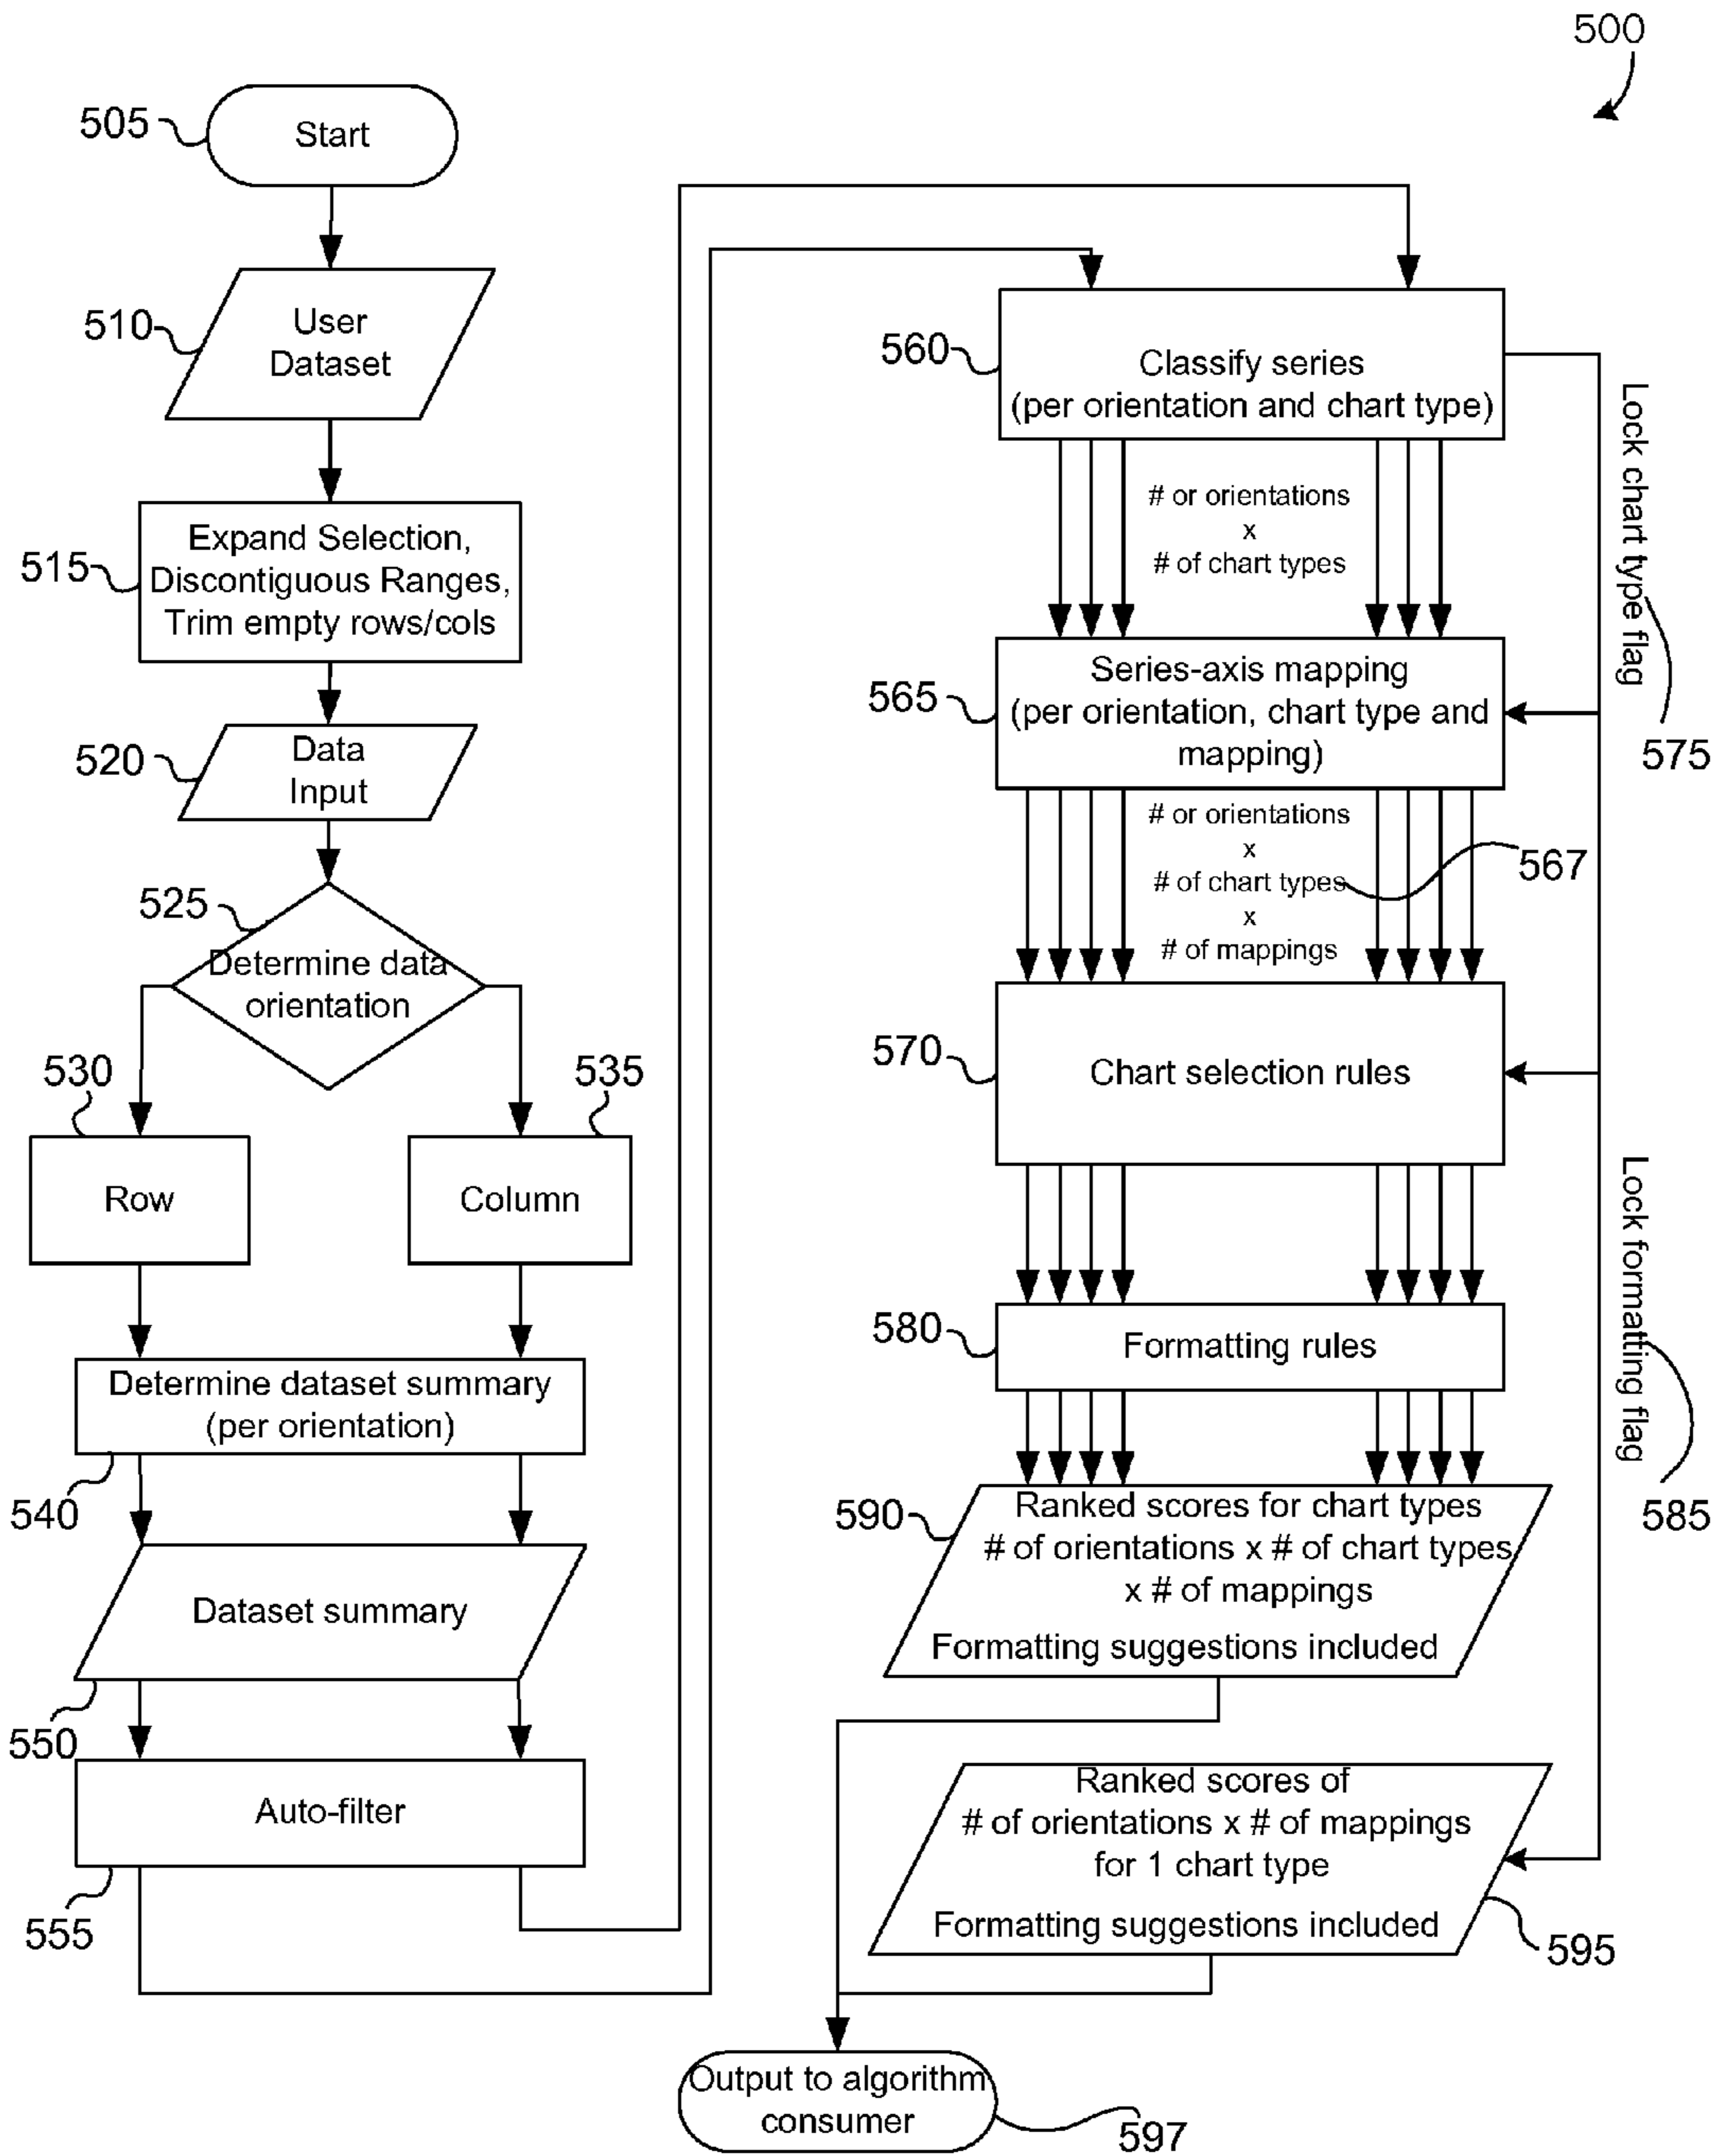 500
505
Start
510
User
Dataset
515
Expand Selection,
Discontiguous Ranges,
Trim empty rows/cols
520
Data
Input
525
Determine data
orientation
530
535
Row
Column
Determine dataset summary
(per orientation)
540
Dataset summary
550
Auto-filter
555
560
Classify series
(per orientation and chart type)
# or orientations
x
# of chart types
Lock chart type flag
575
565
Series-axis mapping
(per orientation, chart type and
mapping)
# or orientations
x
# of chart types
x
# of mappings
567
570
Chart selection rules
Lock formatting flag
585
580
Formatting rules
590
Ranked scores for chart types
# of orientations x # of chart types
x # of mappings
Formatting suggestions included
Ranked scores of
# of orientations x # of mappings
for 1 chart type
Formatting suggestions included
595
Output to algorithm
consumer
597